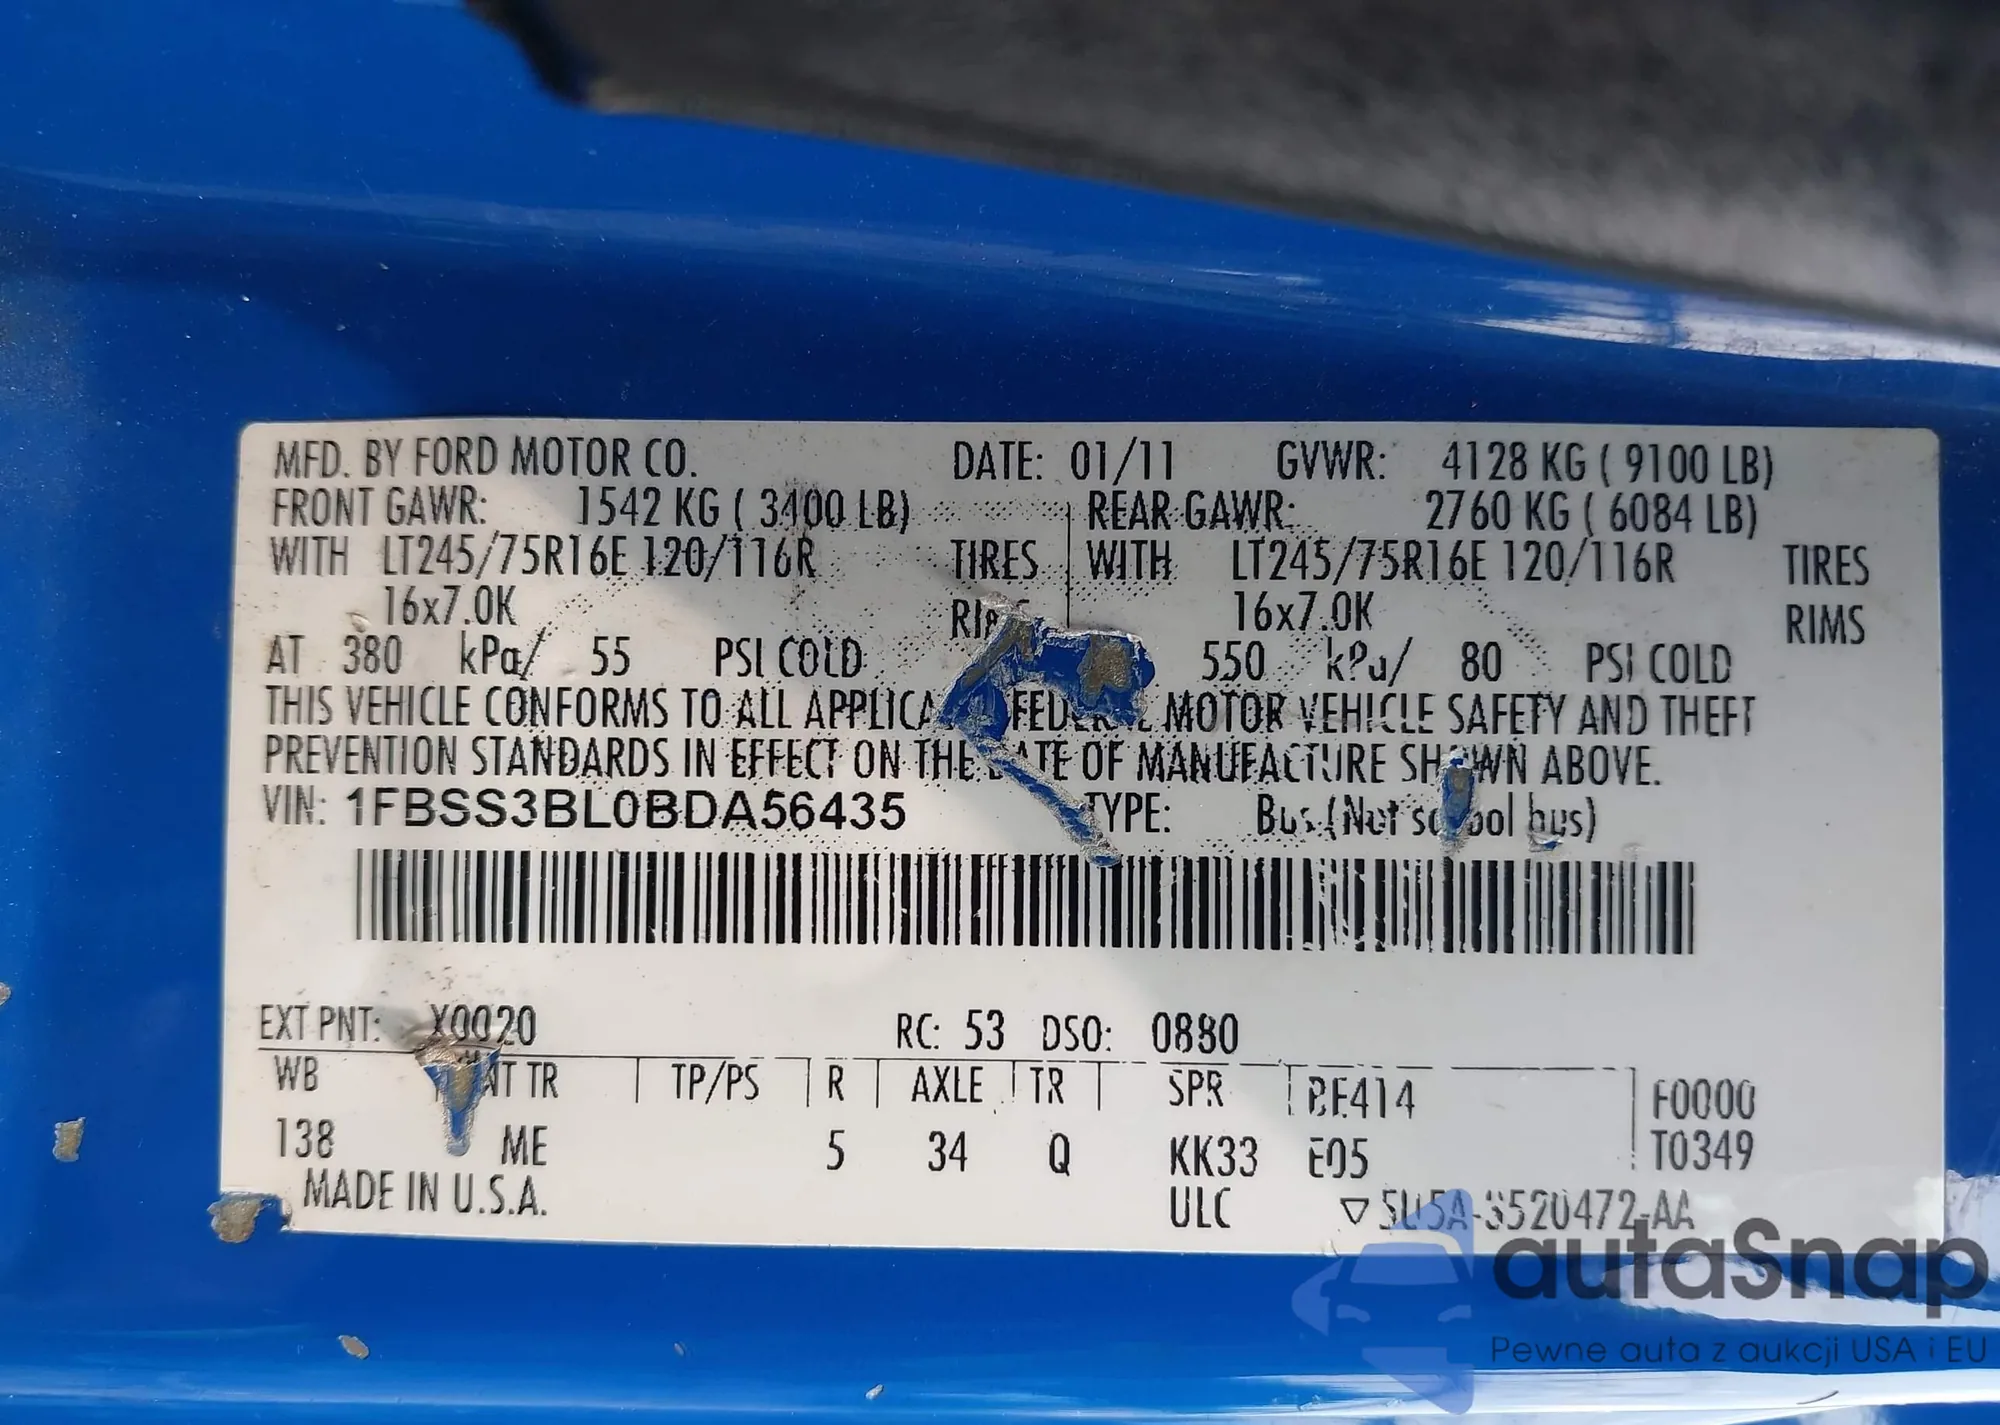 MFD. BY FORD MOTOR CO. DATE: 01/11 GVWR: 4128 KG ( 9100 LB)
FRONT GAWR: 1542 KG ( 3400 LB) REAR GAWR: 2760 KG ( 6084 LB)
WITH LT245/75R16E 120/116R TIRES WITH LT245/75R16E 120/116R TIRES
16x7.0K 16x7.0K RIMS
AT 380 kPa/ 55 PSI COLD 550 kPa/ 80 PSI COLD
THIS VEHICLE CONFORMS TO ALL FEDERAL MOTOR VEHICLE SAFETY AND THEFT
PREVENTION STANDARDS IN EFFECT ON THE DATE OF MANUFACTURE SHOWN ABOVE.
VIN: 1FBSS3BL0BDA56435 TYPE: Bus (Not school bus)
EXT PNT: RC: 53 DSO: 0880
WB TR TP/PS R AXLE TR SPR F0000
138 ME 5 34 Q KK33 E05 T0349
MADE IN U.S.A. ULC
autaSnap
Pewne auta z aukcji USA i EU